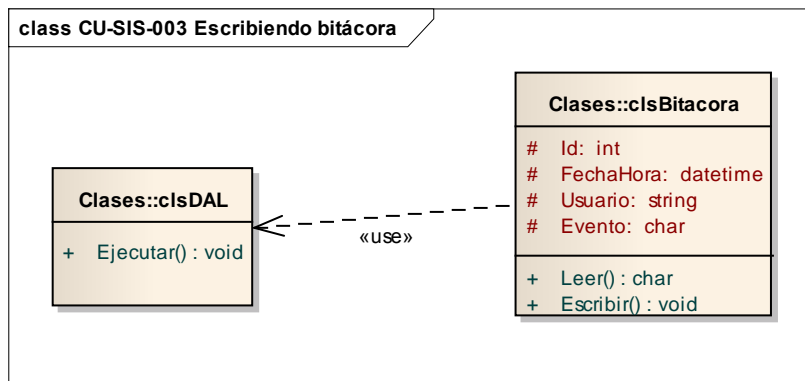 class CU-SIS-003 Escribiendo bitácora
Clases::clsDAL
+ Ejecutar() : void
«use»
Clases::clsBitacora
# Id: int
# FechaHora: datetime
# Usuario: string
# Evento: char
+ Leer() : char
+ Escribir() : void